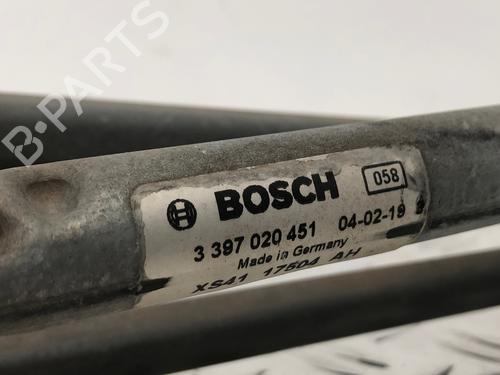 B-PARTS
BOSCH
058
3 397 020 451 04-02-19
Made in Germany
XS41 17504 AH